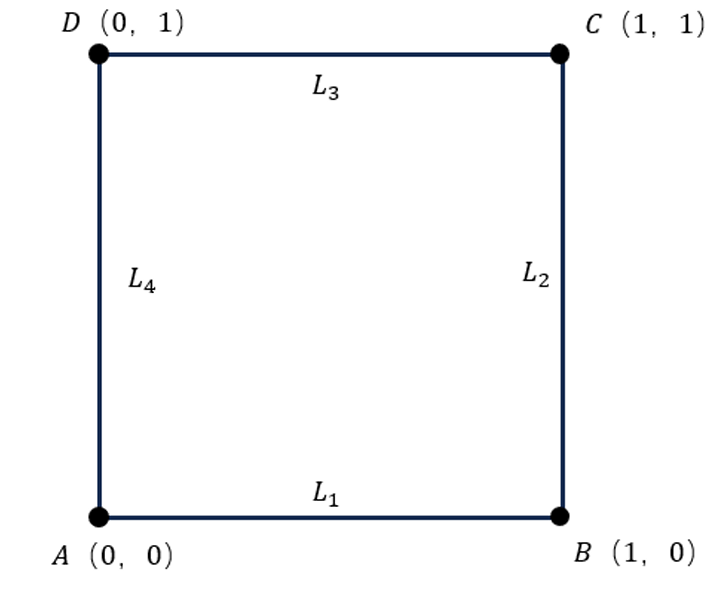 D (0, 1)
C (1, 1)
L₃
L₄
L₂
L₁
A (0, 0)
B (1, 0)